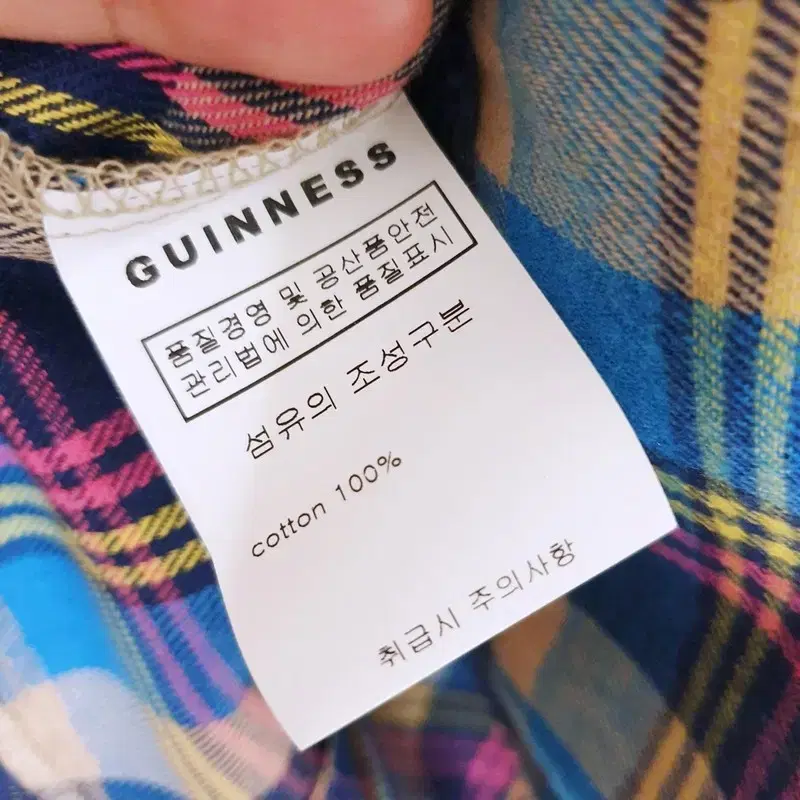 GUINNESS
품질경영 및 공산품안전
관리법에 의한 품질표시
섬유의 조성구분
cotton 100%
취급시 주의사항